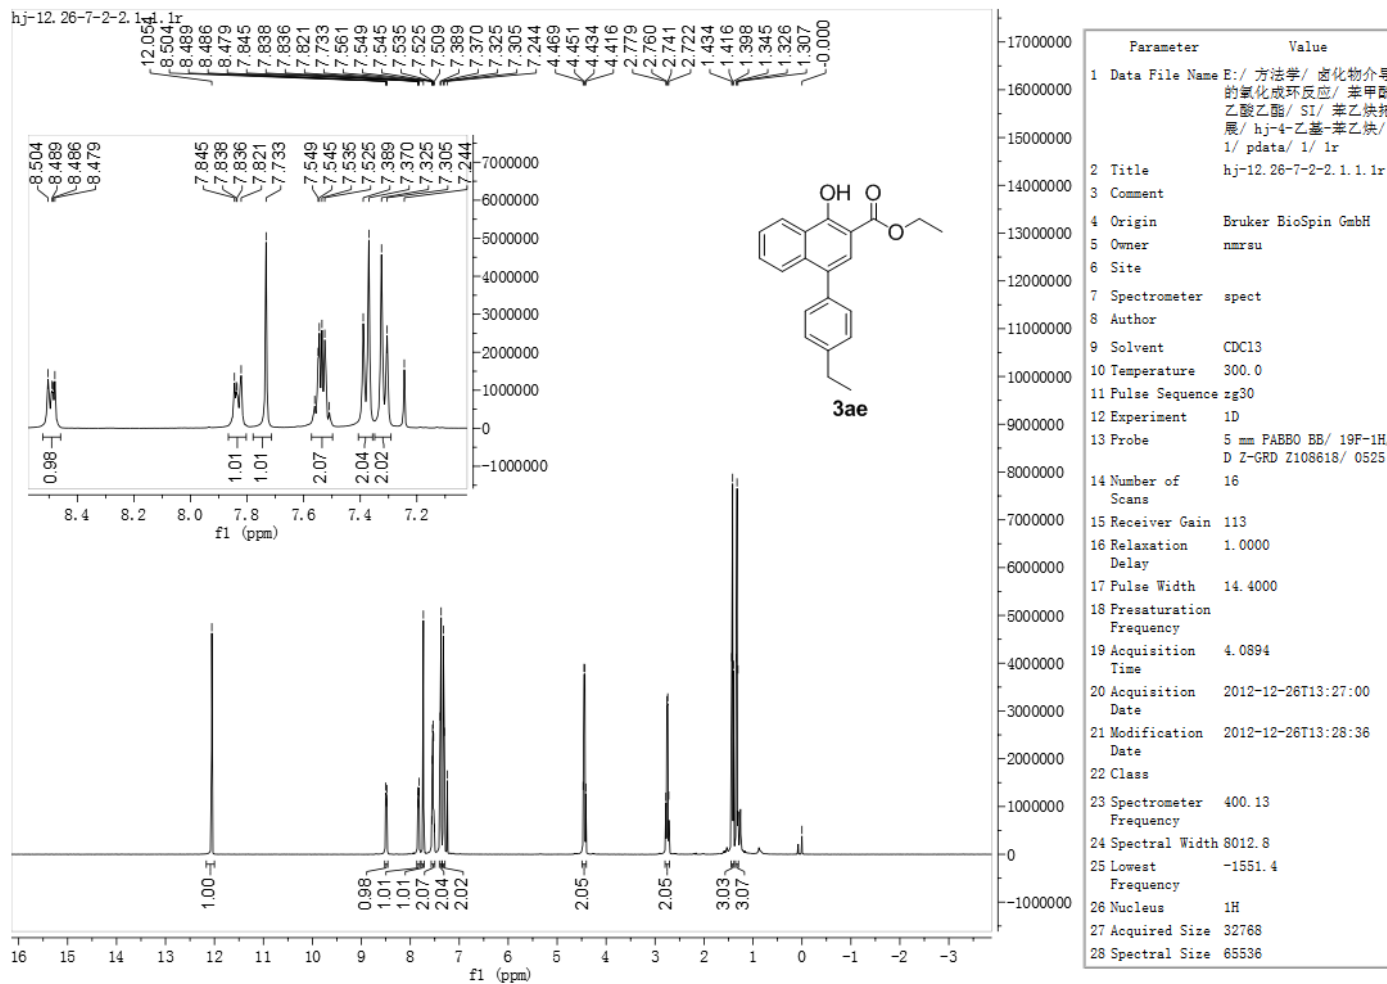 hj-12.26-7-2-2.1.1.1r
12.054
8.504
8.489
8.486
8.479
7.845
7.838
7.836
7.821
7.733
7.561
7.549
7.545
7.535
7.525
7.509
7.389
7.370
7.325
7.305
7.244
4.469
4.451
4.434
4.416
2.779
2.760
2.741
2.722
1.434
1.416
1.398
1.345
1.326
1.307
-0.000
8.504
8.489
8.486
8.479
7.845
7.838
7.836
7.821
7.733
7.549
7.545
7.535
7.525
7.389
7.370
7.325
7.305
7.244
7000000
6000000
5000000
4000000
3000000
2000000
1000000
0
-1000000
0.98
1.01
1.01
2.07
2.04
2.02
8.4 8.2 8.0 7.8 7.6 7.4 7.2
f1 (ppm)
OH
O
O
3ae
17000000
16000000
15000000
14000000
13000000
12000000
11000000
10000000
9000000
8000000
7000000
6000000
5000000
4000000
3000000
2000000
1000000
0
-1000000
1.00
0.98
1.01
1.01
2.07
2.04
2.02
2.05
2.05
3.03
3.07
16 15 14 13 12 11 10 9 8 7 6 5 4 3 2 1 0 -1 -2 -3
f1 (ppm)
Parameter Value
1 Data File Name E:/ 方法学/ 卤化物介导
的氧化成环反应/ 苯甲酰
乙酸乙酯/ SI/ 苯乙炔拓
展/ hj-4-乙基-苯乙炔/
1/ pdata/ 1/ 1r
2 Title hj-12.26-7-2-2.1.1.1r
3 Comment
4 Origin Bruker BioSpin GmbH
5 Owner nmrsu
6 Site
7 Spectrometer spect
8 Author
9 Solvent CDCl3
10 Temperature 300.0
11 Pulse Sequence zg30
12 Experiment 1D
13 Probe 5 mm PABBO BB/ 19F-1H/
D Z-GRD Z108618/ 0525
14 Number of 16
Scans
15 Receiver Gain 113
16 Relaxation 1.0000
Delay
17 Pulse Width 14.4000
18 Presaturation
Frequency
19 Acquisition 4.0894
Time
20 Acquisition 2012-12-26T13:27:00
Date
21 Modification 2012-12-26T13:28:36
Date
22 Class
23 Spectrometer 400.13
Frequency
24 Spectral Width 8012.8
25 Lowest -1551.4
Frequency
26 Nucleus 1H
27 Acquired Size 32768
28 Spectral Size 65536